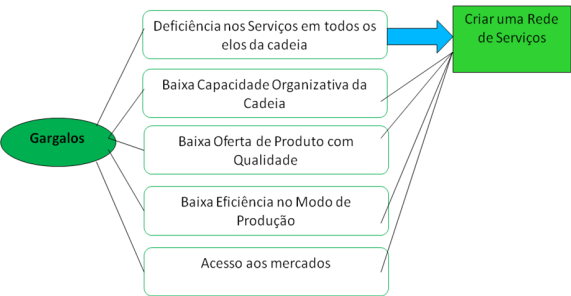 Deficiência nos Serviços em todos os
elos da cadeia
Criar uma Rede
de Serviços
Baixa Capacidade Organizativa da
Cadeia
Gargalos
Baixa Oferta de Produto com
Qualidade
Baixa Eficiência no Modo de
Produção
Acesso aos mercados